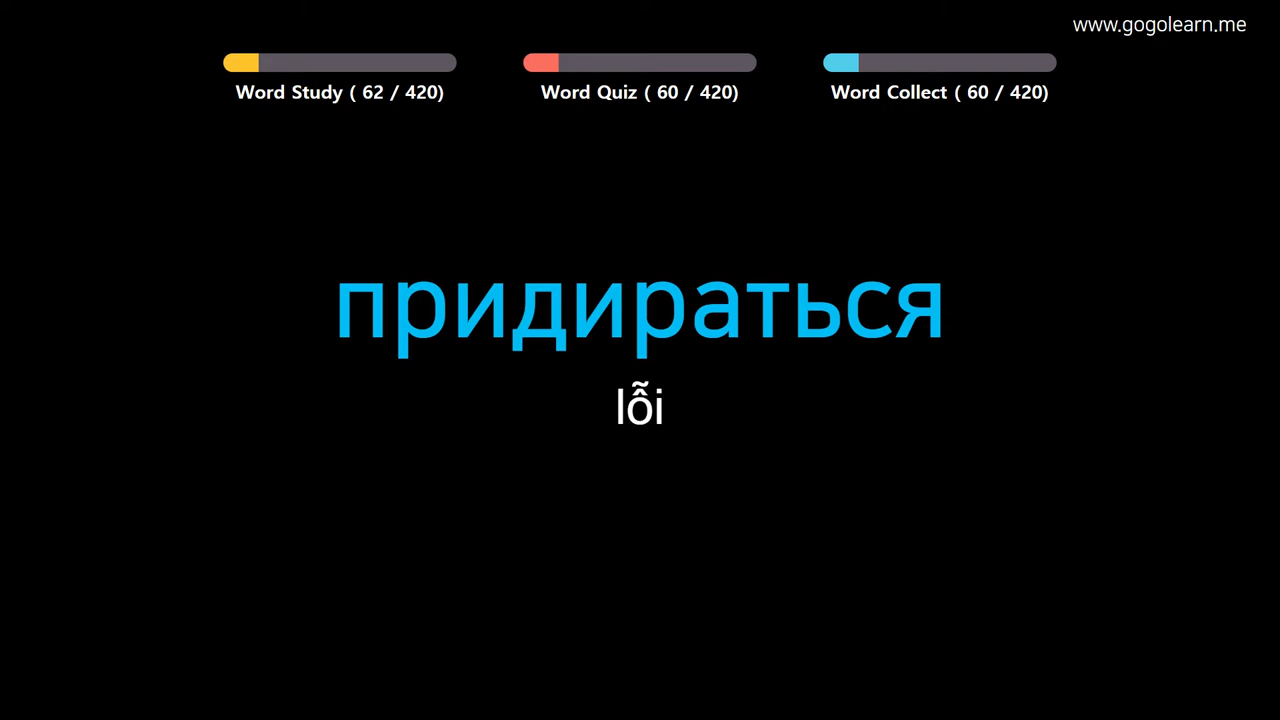 www.gogolearn.me
Word Study ( 62 / 420)
Word Quiz ( 60 / 420)
Word Collect ( 60 / 420)
придираться
lỗi